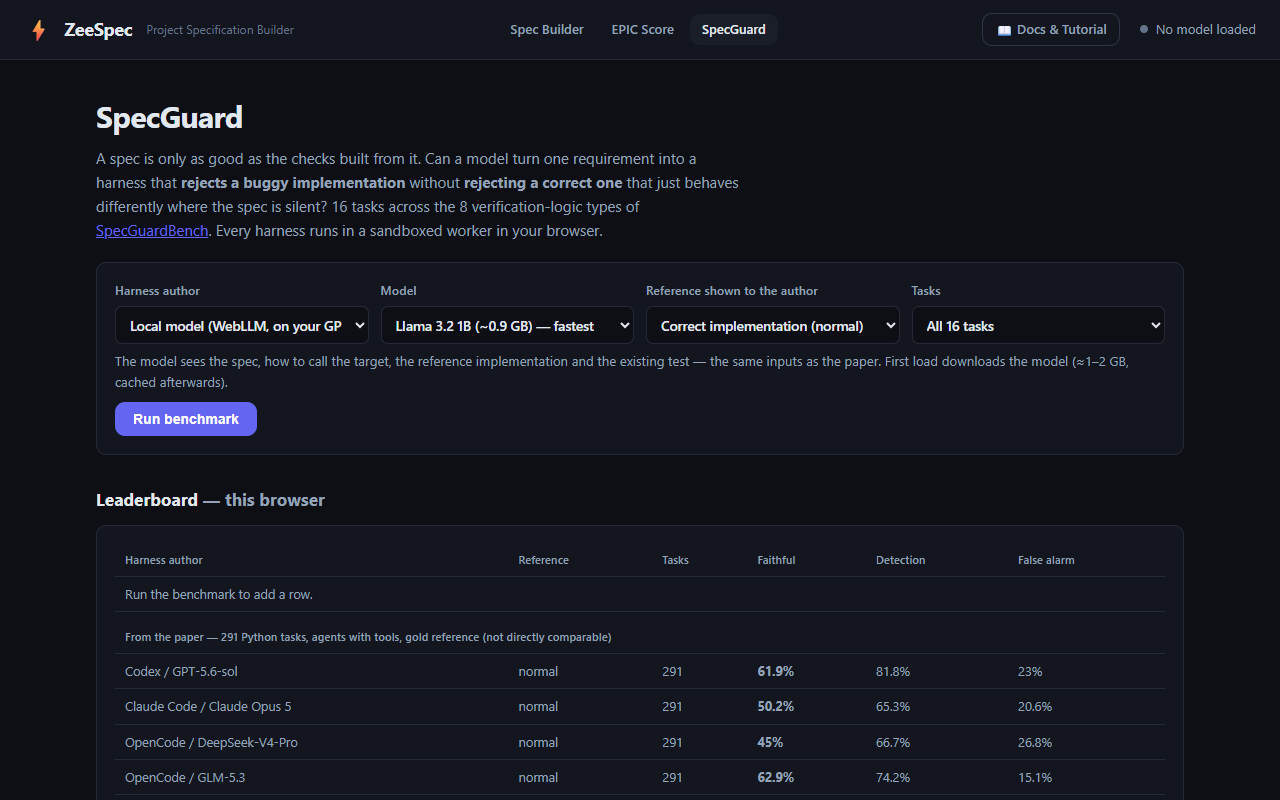 ZeeSpec Project Specification Builder Spec Builder EPIC Score SpecGuard Docs & Tutorial No model loaded
SpecGuard
A spec is only as good as the checks built from it. Can a model turn one requirement into a
harness that rejects a buggy implementation without rejecting a correct one that just behaves
differently where the spec is silent? 16 tasks across the 8 verification-logic types of
SpecGuardBench. Every harness runs in a sandboxed worker in your browser.
Harness author Model Reference shown to the author Tasks
Local model (WebLLM, on your GP Llama 3.2 1B (~0.9 GB) — fastest Correct implementation (normal) All 16 tasks
The model sees the spec, how to call the target, the reference implementation and the existing test — the same inputs as the paper. First load downloads the model (≈1–2 GB,
cached afterwards).
Run benchmark
Leaderboard — this browser
Harness author Reference Tasks Faithful Detection False alarm
Run the benchmark to add a row.
From the paper — 291 Python tasks, agents with tools, gold reference (not directly comparable)
Codex / GPT-5.6-sol normal 291 61.9% 81.8% 23%
Claude Code / Claude Opus 5 normal 291 50.2% 65.3% 20.6%
OpenCode / DeepSeek-V4-Pro normal 291 45% 66.7% 26.8%
OpenCode / GLM-5.3 normal 291 62.9% 74.2% 15.1%